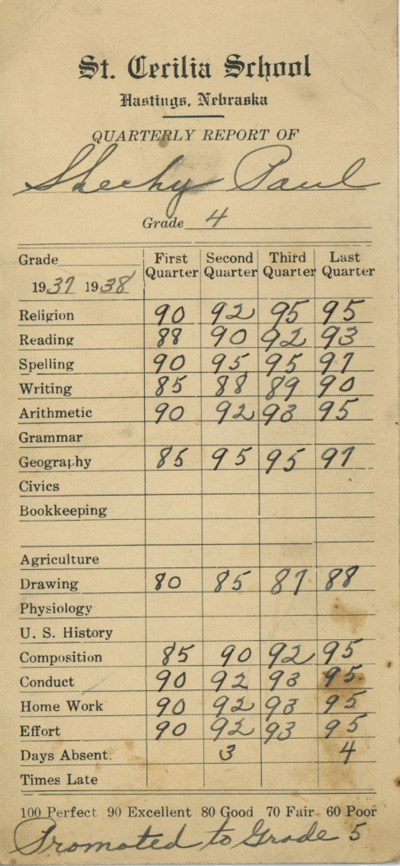 St. Cecilia School
Hastings, Nebraska
QUARTERLY REPORT OF
Sheehy Paul
Grade 4
Grade First Quarter Second Quarter Third Quarter Last Quarter
1937 1938
Religion 90 92 95 95
Reading 88 90 92 93
Spelling 90 95 95 97
Writing 85 88 89 90
Arithmetic 90 92 93 95
Grammar
Geography 85 95 95 97
Civics
Bookkeeping
Agriculture
Drawing 80 85 87 88
Physiology
U. S. History
Composition 85 90 92 95
Conduct 90 92 93 95
Home Work 90 92 93 95
Effort 90 92 93 95
Days Absent 3 4
Times Late
100 Perfect 90 Excellent 80 Good 70 Fair 60 Poor
Promoted to Grade 5